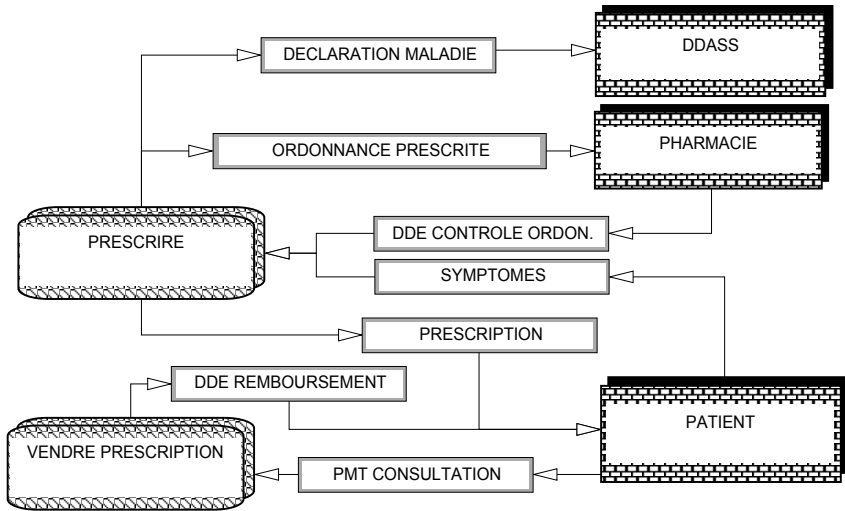 DECLARATION MALADIE
DDASS
ORDONNANCE PRESCRITE
PHARMACIE
PRESCRIRE
DDE CONTROLE ORDON.
SYMPTOMES
PRESCRIPTION
DDE REMBOURSEMENT
PATIENT
VENDRE PRESCRIPTION
PMT CONSULTATION